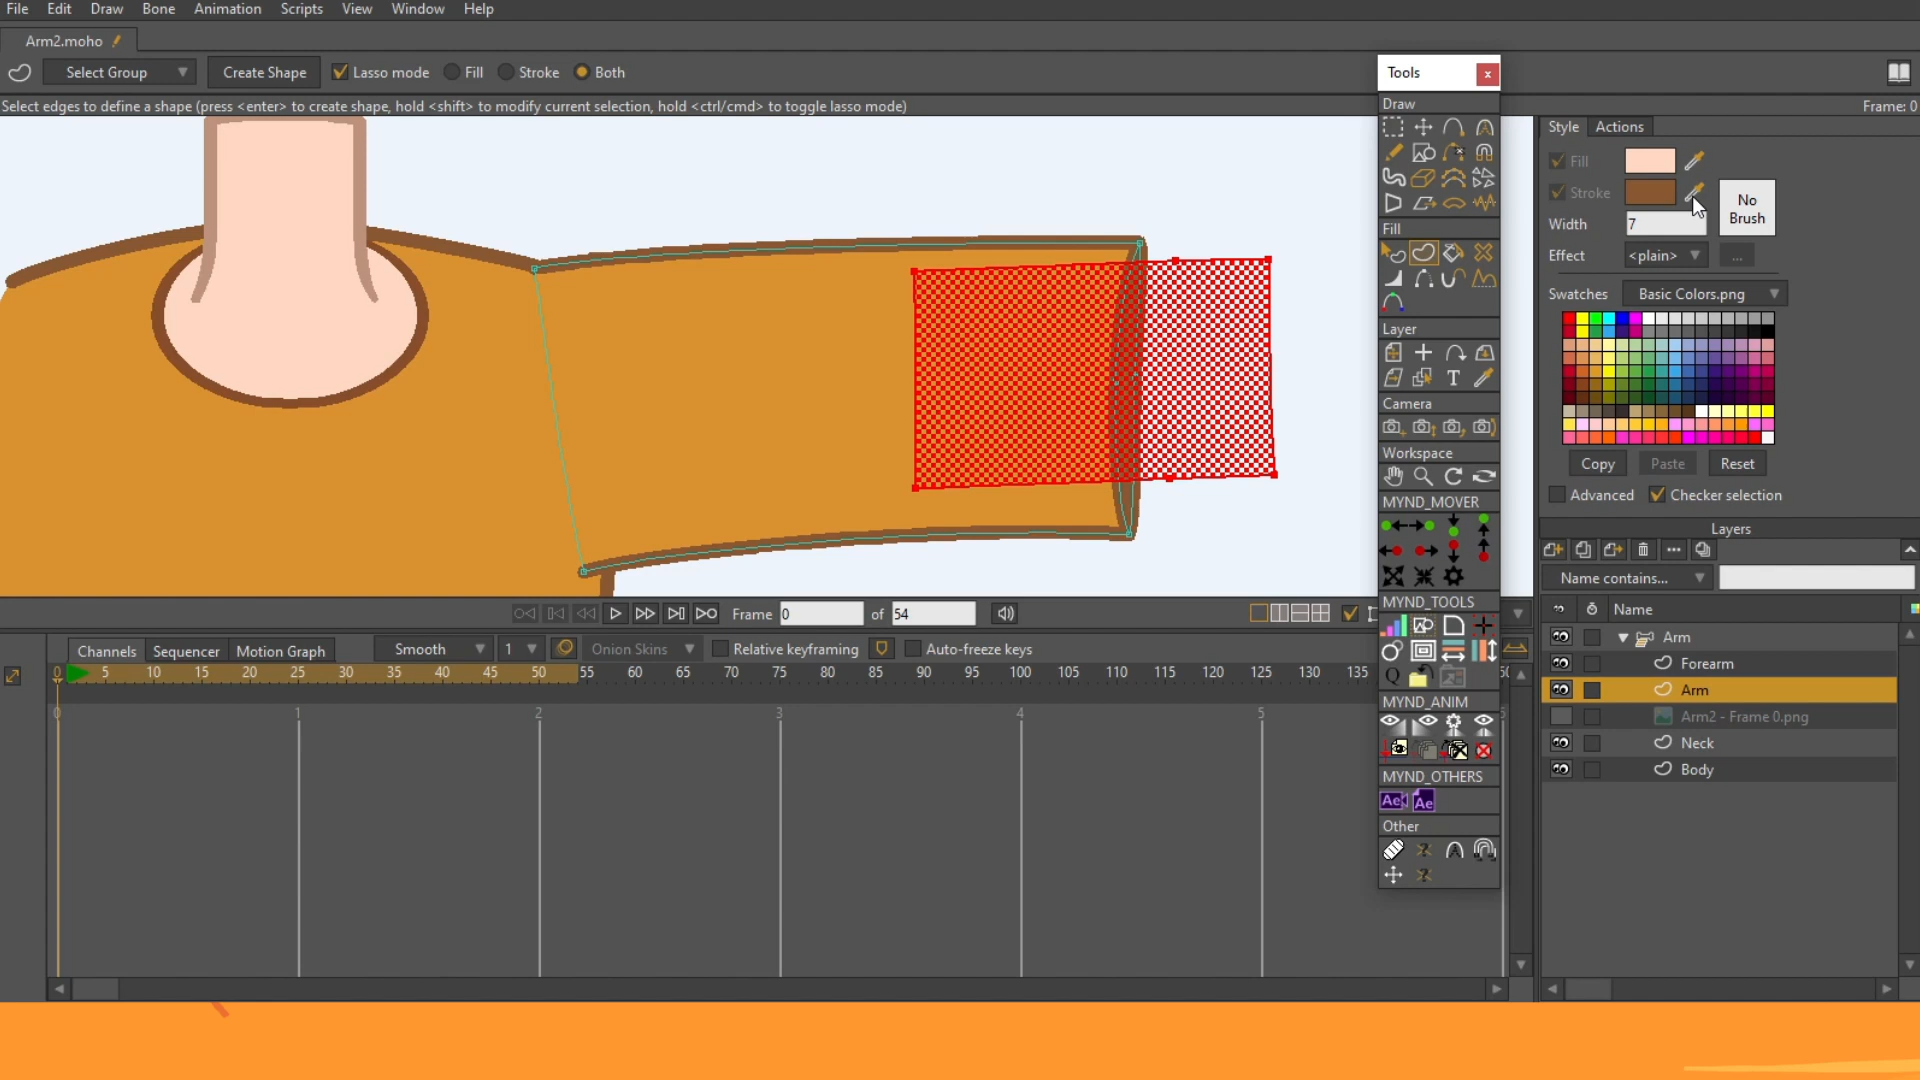 File Edit Draw Bone Animation Scripts View Window Help
Arm2.moho
Select Group Create Shape Lasso mode Fill Stroke Both
Select edges to define a shape (press <enter> to create shape, hold <shift> to modify current selection, hold <ctrl/cmd> to toggle lasso mode)
Frame: 0
Tools
Draw
Fill
Layer
T
Camera
Workspace
MYND_MOVER
MYND_TOOLS
Q
MYND_ANIM
MYND_OTHERS
Ae Ae
Other
Style Actions
Fill
Stroke
No
Brush
Width 7
Effect <plain> ...
Swatches Basic Colors.png
Copy Paste Reset
Advanced Checker selection
Layers
Name contains...
Name
Arm
Forearm
Arm
Arm2 - Frame 0.png
Neck
Body
Frame 0 of 54
Channels Sequencer Motion Graph Smooth 1 Onion Skins Relative keyframing Auto-freeze keys
0 5 10 15 20 25 30 35 40 45 50 55 60 65 70 75 80 85 90 95 100 105 110 115 120 125 130 135
0 1 2 3 4 5